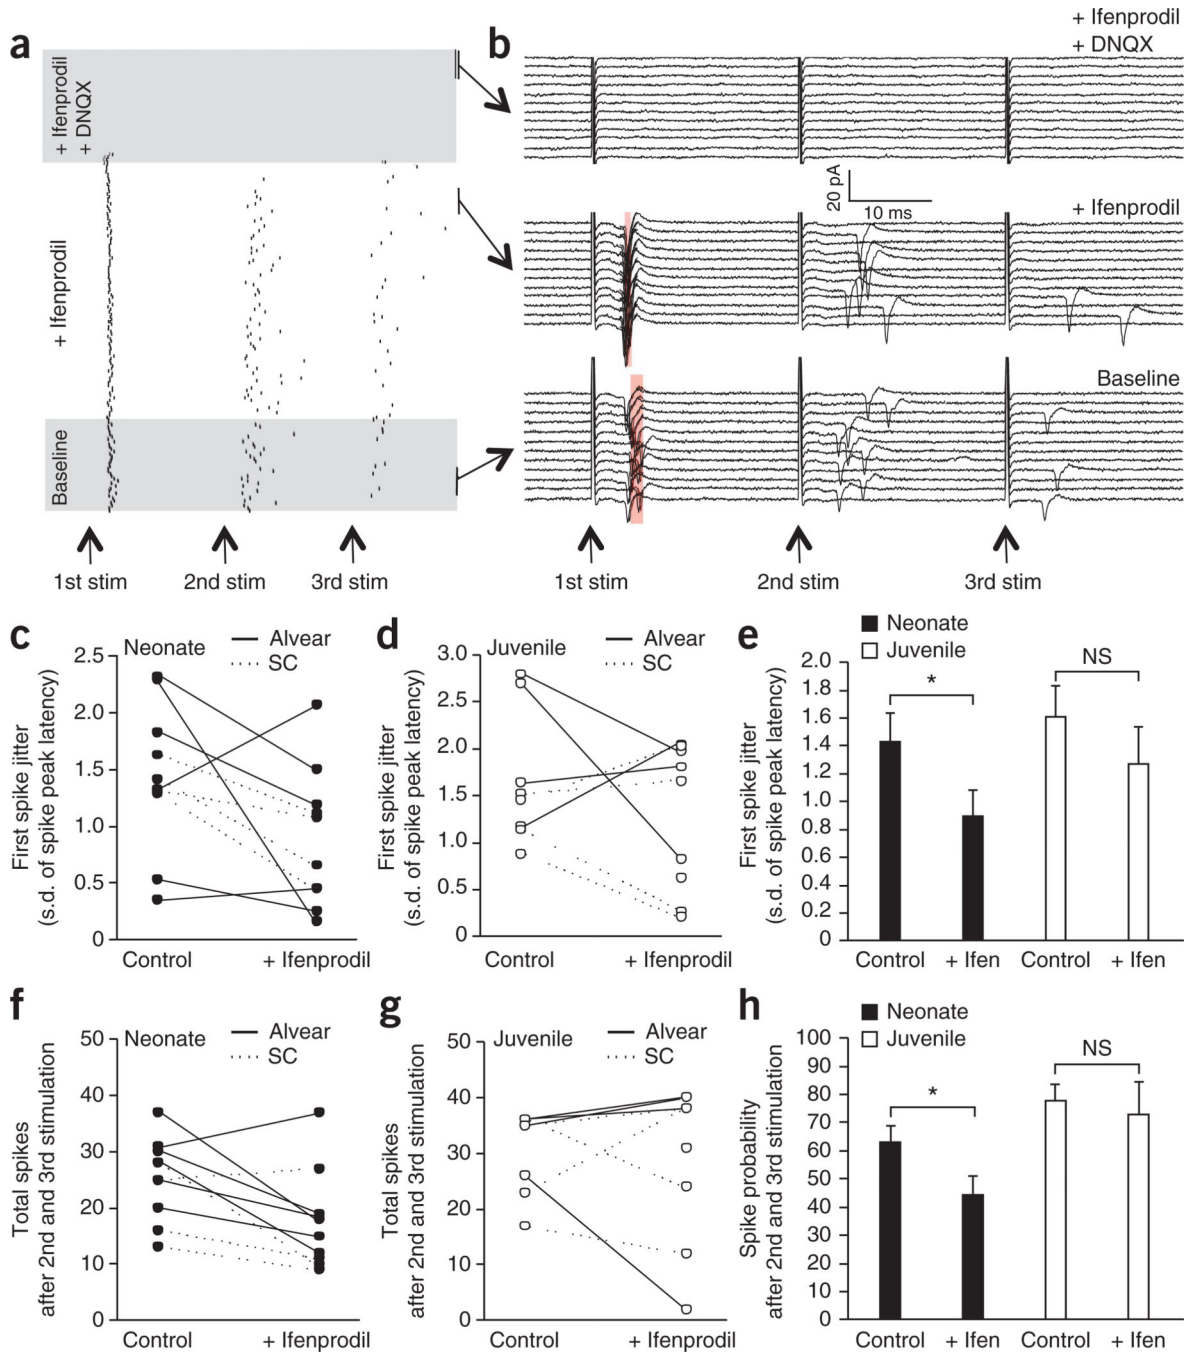 a
+ Ifenprodil
+ DNQX
+ Ifenprodil
Baseline
1st stim
2nd stim
3rd stim
b
+ Ifenprodil
+ DNQX
20 pA
10 ms
+ Ifenprodil
Baseline
1st stim
2nd stim
3rd stim
c
Neonate
Alvear
SC
First spike jitter
(s.d. of spike peak latency)
2.5
2.0
1.5
1.0
0.5
0
Control
+ Ifenprodil
d
Juvenile
Alvear
SC
First spike jitter
(s.d. of spike peak latency)
3.0
2.5
2.0
1.5
1.0
0.5
0
Control
+ Ifenprodil
e
Neonate
Juvenile
First spike jitter
(s.d. of spike peak latency)
2.0
1.8
1.6
1.4
1.2
1.0
0.8
0.6
0.4
0.2
0
*
NS
Control
+ Ifen
Control
+ Ifen
f
Neonate
Alvear
SC
Total spikes
after 2nd and 3rd stimulation
50
40
30
20
10
0
Control
+ Ifenprodil
g
Juvenile
Alvear
SC
Total spikes
after 2nd and 3rd stimulation
50
40
30
20
10
0
Control
+ Ifenprodil
h
Neonate
Juvenile
Spike probability
after 2nd and 3rd stimulation
100
90
80
70
60
50
40
30
20
10
0
*
NS
Control
+ Ifen
Control
+ Ifen